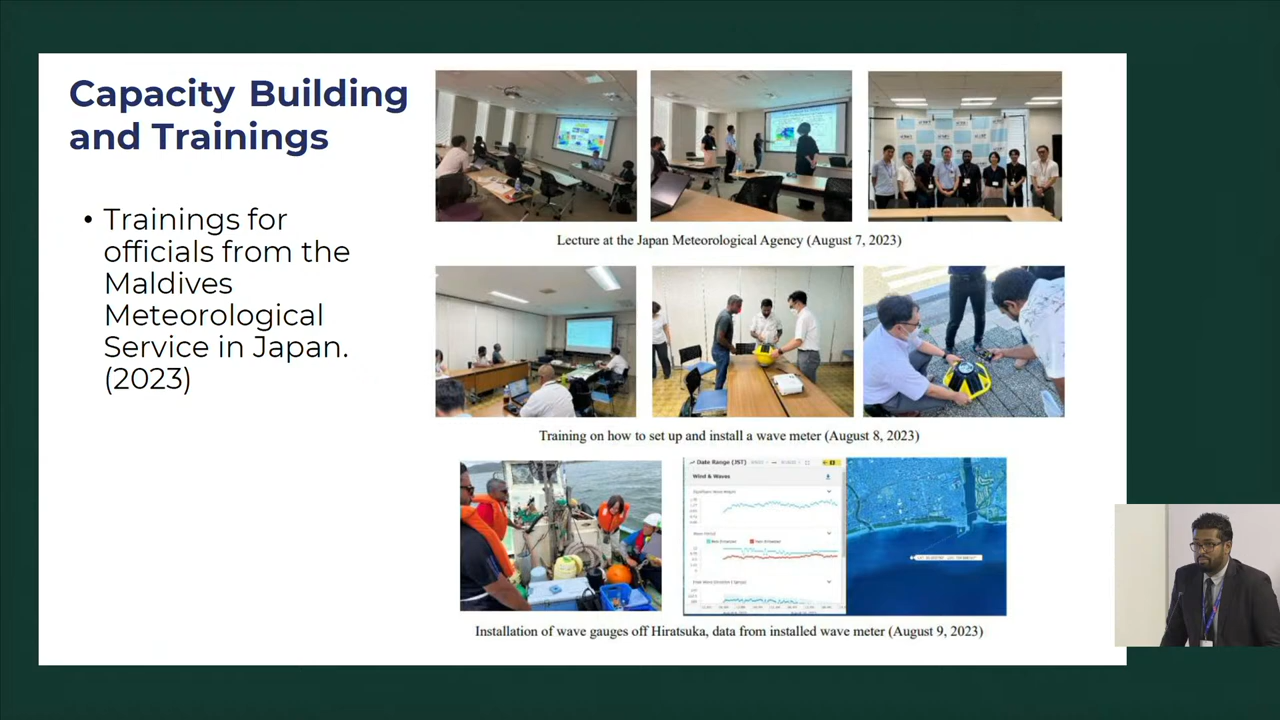 Capacity Building
and Trainings
• Trainings for
officials from the
Maldives
Meteorological
Service in Japan.
(2023)
Lecture at the Japan Meteorological Agency (August 7, 2023)
Training on how to set up and install a wave meter (August 8, 2023)
Date Range (JST)
Wind & Waves
Installation of wave gauges off Hiratsuka, data from installed wave meter (August 9, 2023)